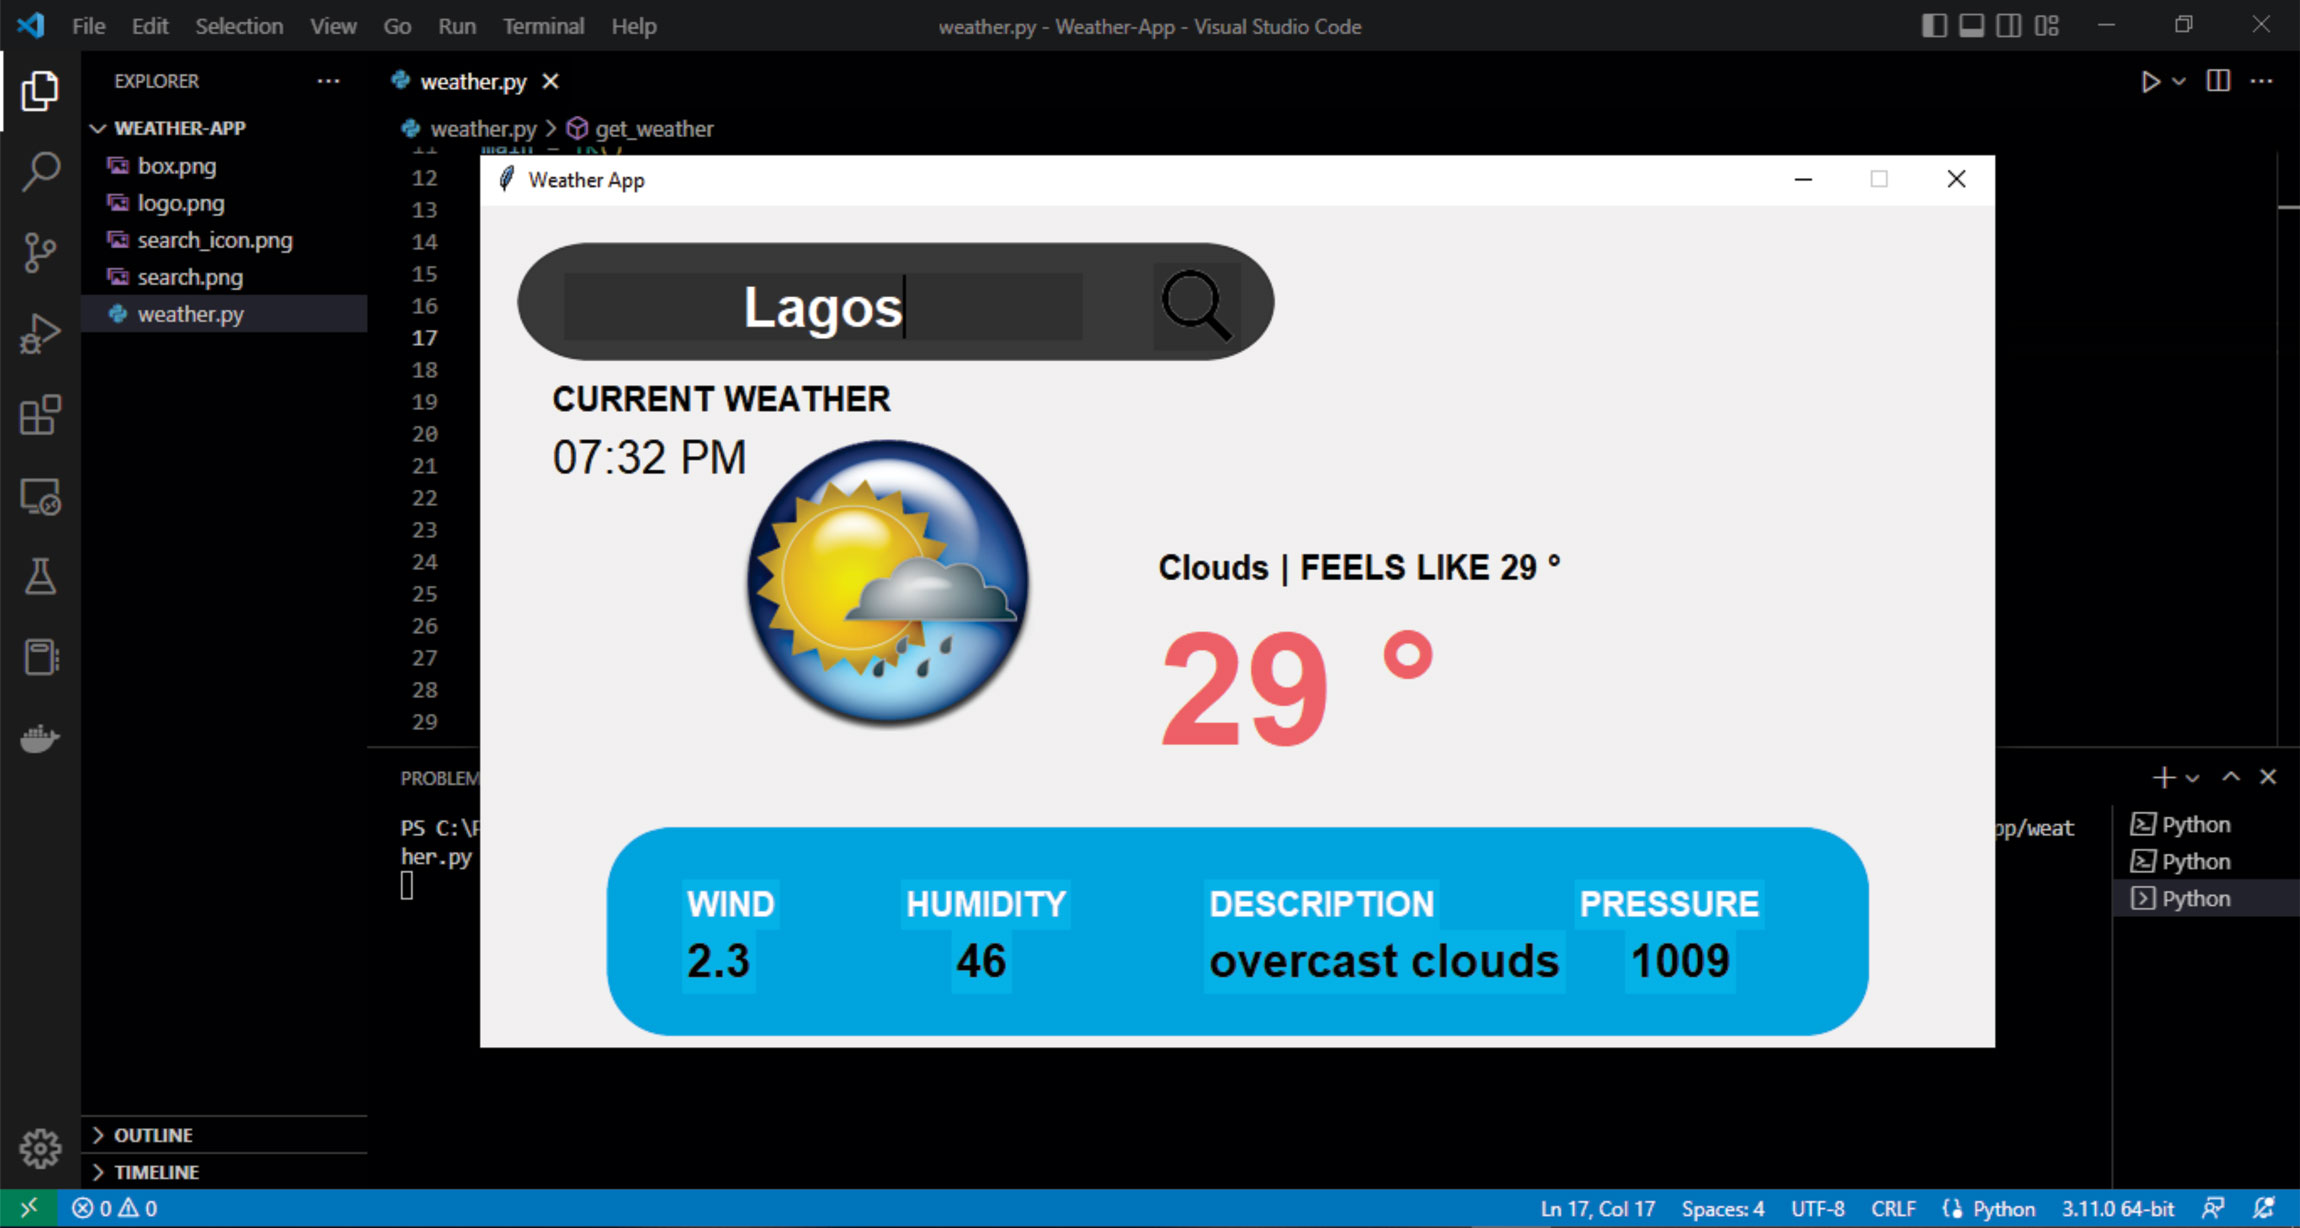 File Edit Selection View Go Run Terminal Help
weather.py - Weather-App - Visual Studio Code
EXPLORER
weather.py
WEATHER-APP
weather.py > get_weather
box.png
logo.png
search_icon.png
search.png
weather.py
11 main = Tk()
12
13
14
15
16
17
18
19
20
21
22
23
24
25
26
27
28
29
Weather App
Lagos
CURRENT WEATHER
07:32 PM
Clouds | FEELS LIKE 29 °
29 °
WIND HUMIDITY DESCRIPTION PRESSURE
2.3 46 overcast clouds 1009
PS C:\
her.py
pp/weat
Python
Python
Python
OUTLINE
TIMELINE
0 0
Ln 17, Col 17 Spaces: 4 UTF-8 CRLF Python 3.11.0 64-bit